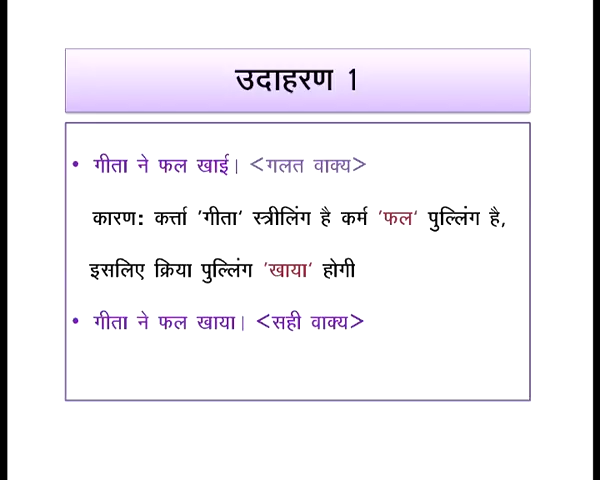 उदाहरण 1
• गीता ने फल खाई। <गलत वाक्य>
कारण: कर्त्ता 'गीता' स्त्रीलिंग है कर्म 'फल' पुल्लिंग है,
इसलिए क्रिया पुल्लिंग 'खाया' होगी
• गीता ने फल खाया। <सही वाक्य>